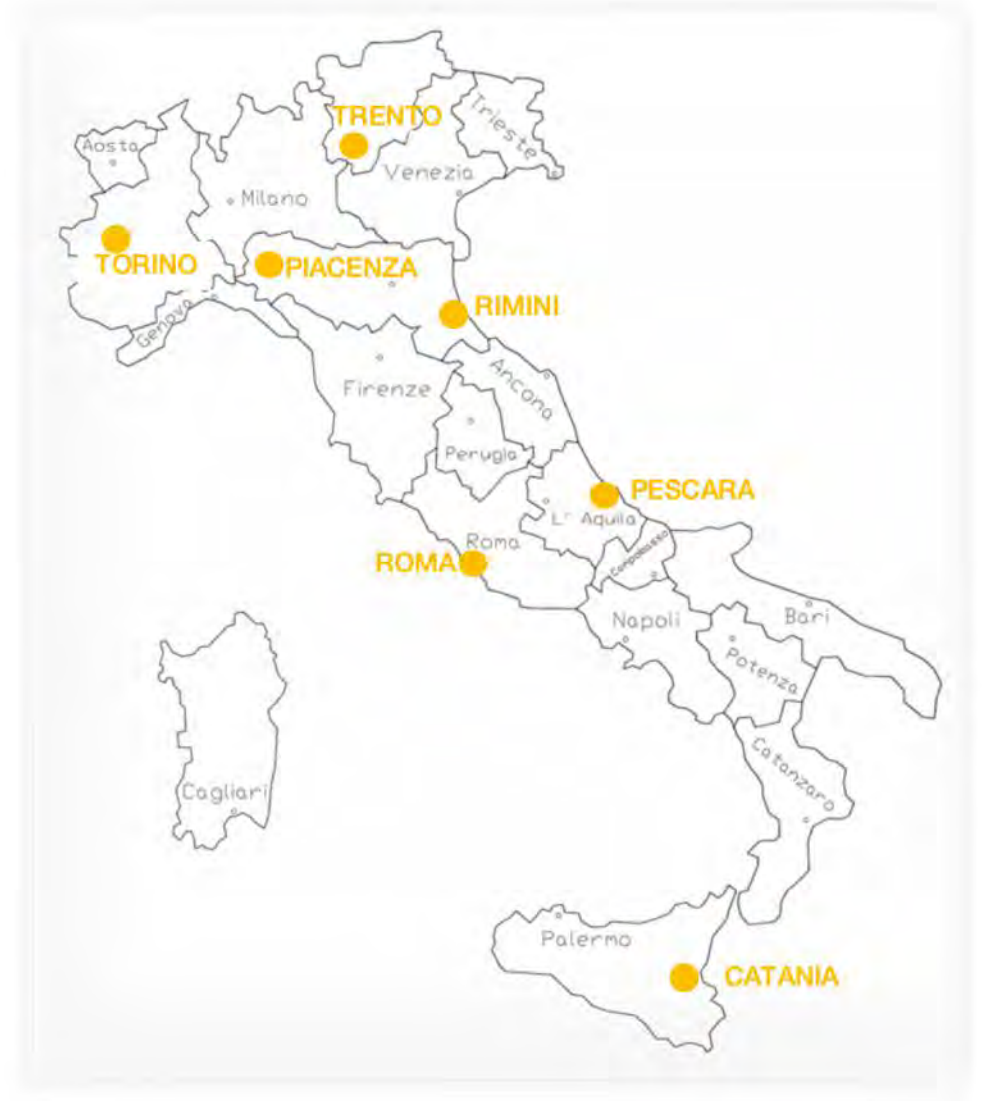 TRENTO
Trieste
Aosta
Venezia
Milano
TORINO
PIACENZA
RIMINI
Genova
Ancona
Firenze
Perugia
PESCARA
L' Aquila
Roma
ROMA
Campobasso
Napoli
Bari
Potenza
Catanzaro
Cagliari
Palermo
CATANIA